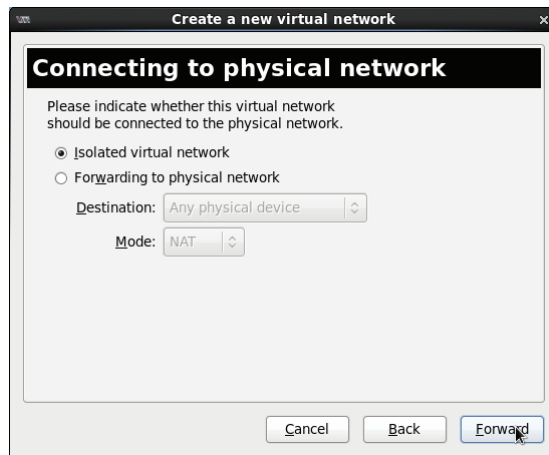 Create a new virtual network
Connecting to physical network
Please indicate whether this virtual network
should be connected to the physical network.
Isolated virtual network
Forwarding to physical network
Destination: Any physical device
Mode: NAT
Cancel Back Forward